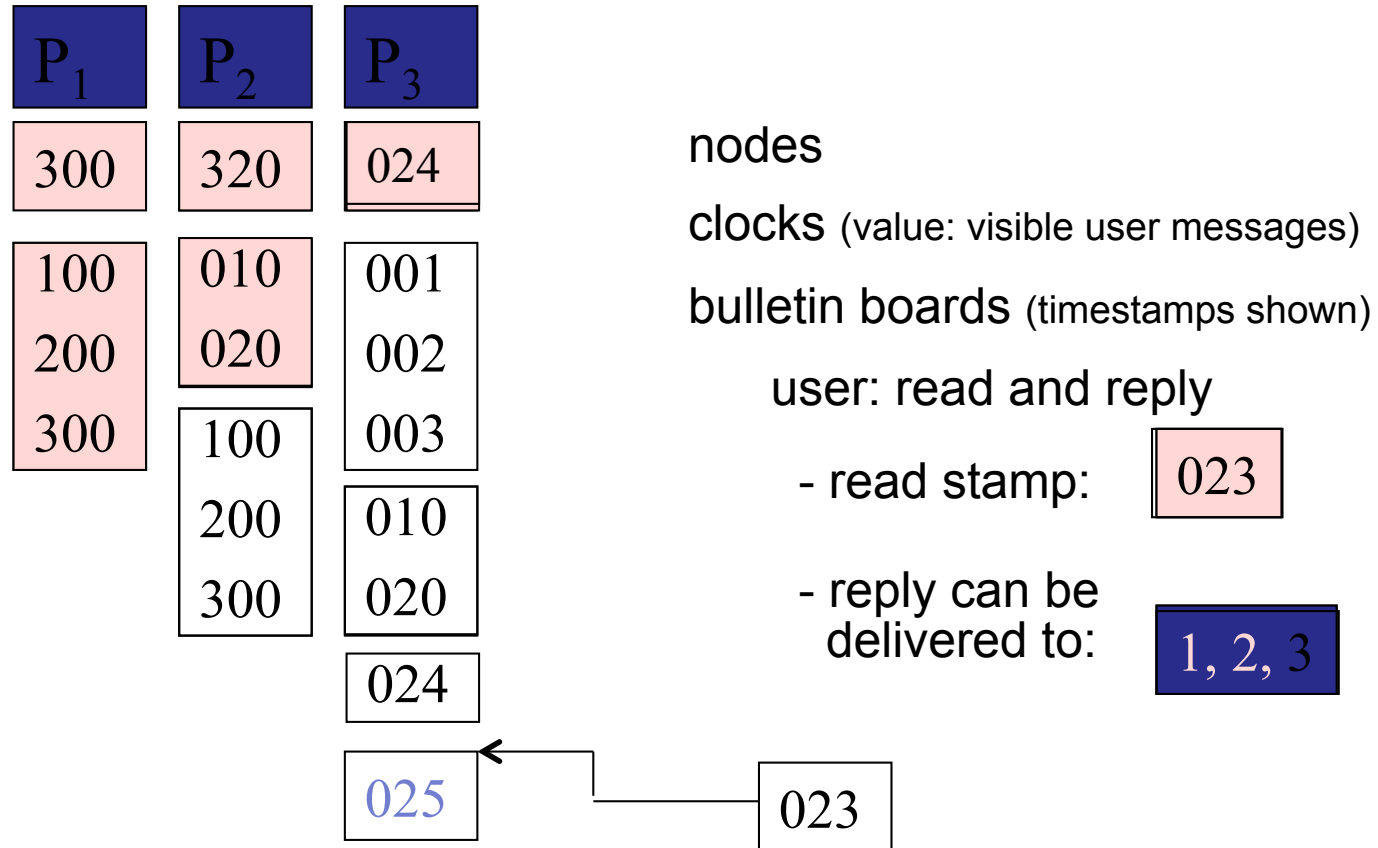 P1 P2 P3
300 320 024
100
200
300
010
020
100
200
300
001
002
003
010
020
024
025
nodes
clocks (value: visible user messages)
bulletin boards (timestamps shown)
user: read and reply
- read stamp: 023
- reply can be
delivered to: 1, 2, 3
023